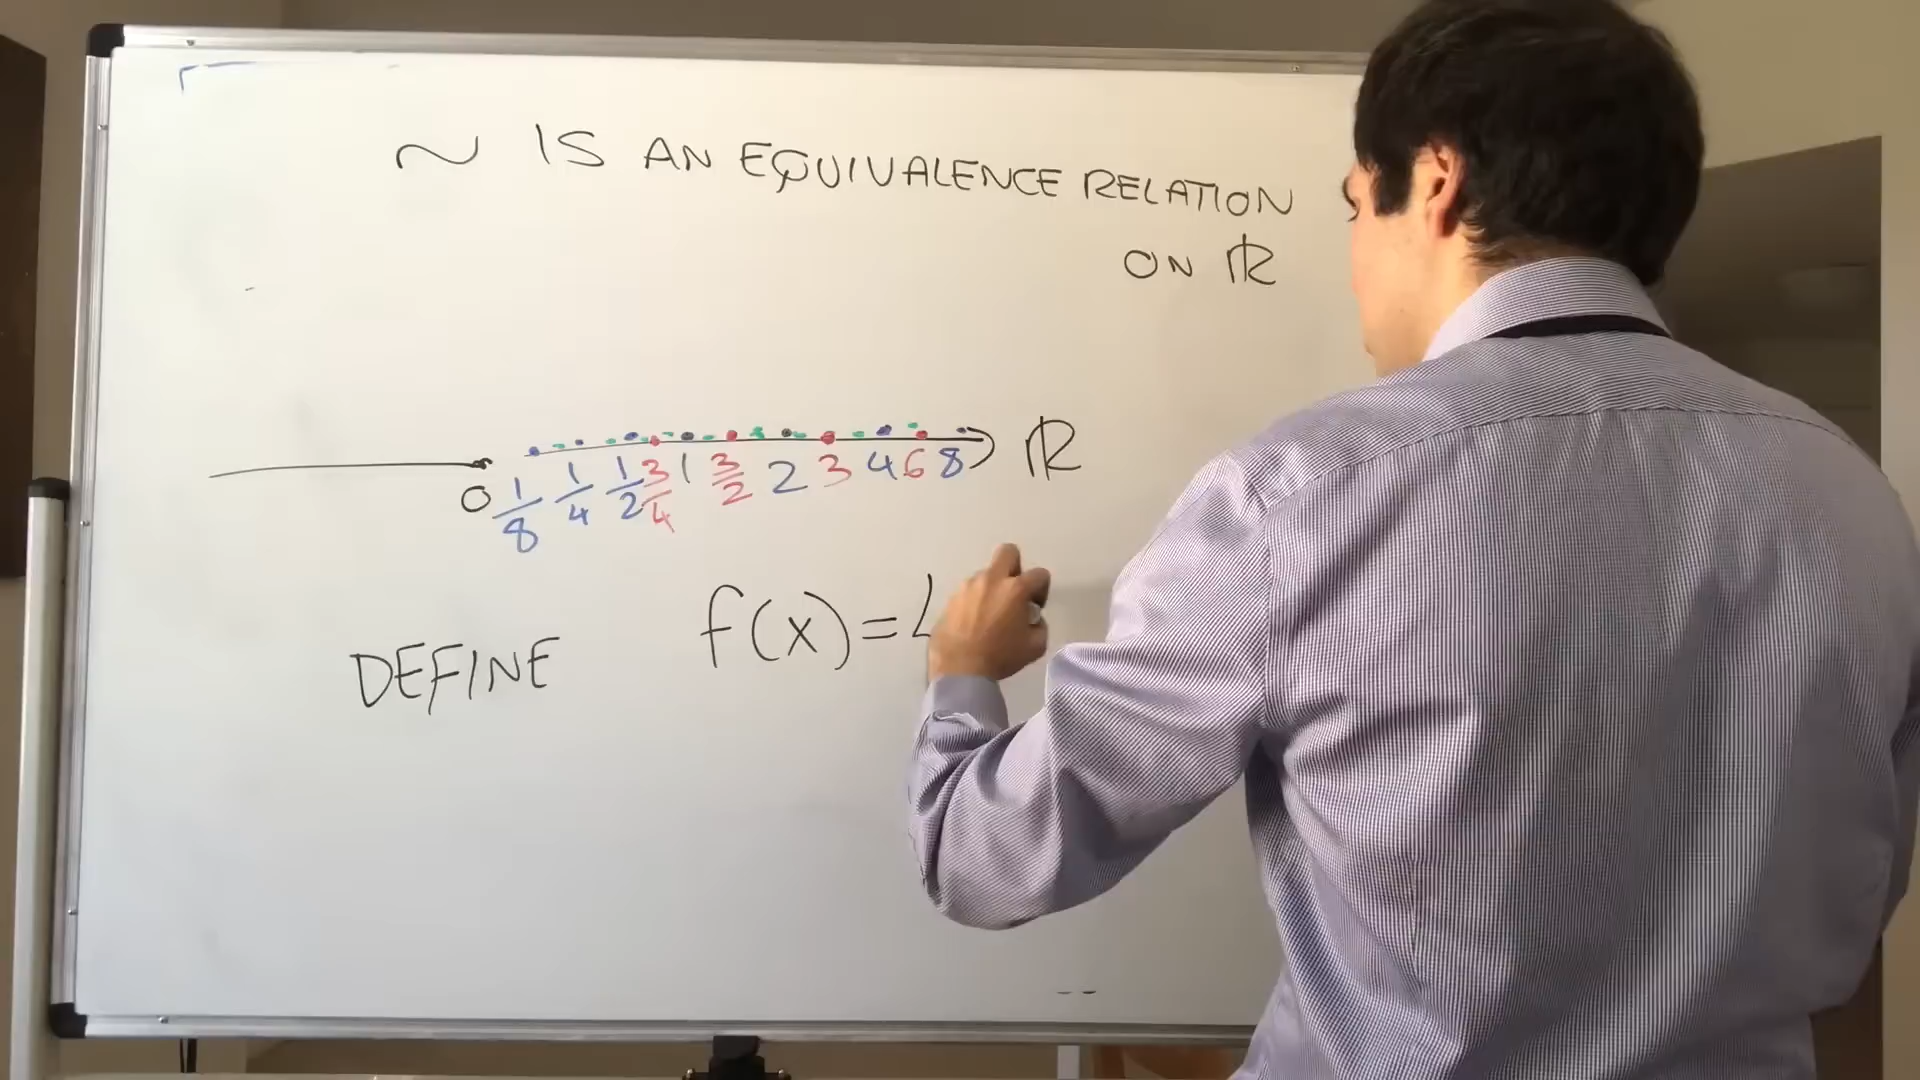 ~ IS AN EQUIVALENCE RELATION
ON ℝ
0 1/8 1/4 1/2 3/4 1 3/2 2 3 4 6 8 ℝ
DEFINE f(x)=